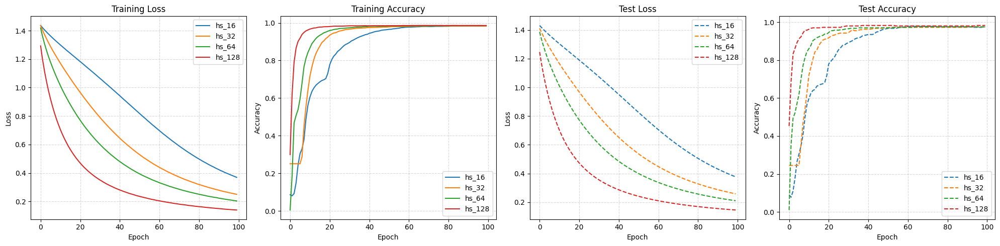 Training Loss
Loss
1.4
1.2
1.0
0.8
0.6
0.4
0.2
hs_16
hs_32
hs_64
hs_128
0 20 40 60 80 100
Epoch
Training Accuracy
Accuracy
1.0
0.8
0.6
0.4
0.2
0.0
hs_16
hs_32
hs_64
hs_128
0 20 40 60 80 100
Epoch
Test Loss
Loss
1.4
1.2
1.0
0.8
0.6
0.4
0.2
hs_16
hs_32
hs_64
hs_128
0 20 40 60 80 100
Epoch
Test Accuracy
Accuracy
1.0
0.8
0.6
0.4
0.2
0.0
hs_16
hs_32
hs_64
hs_128
0 20 40 60 80 100
Epoch